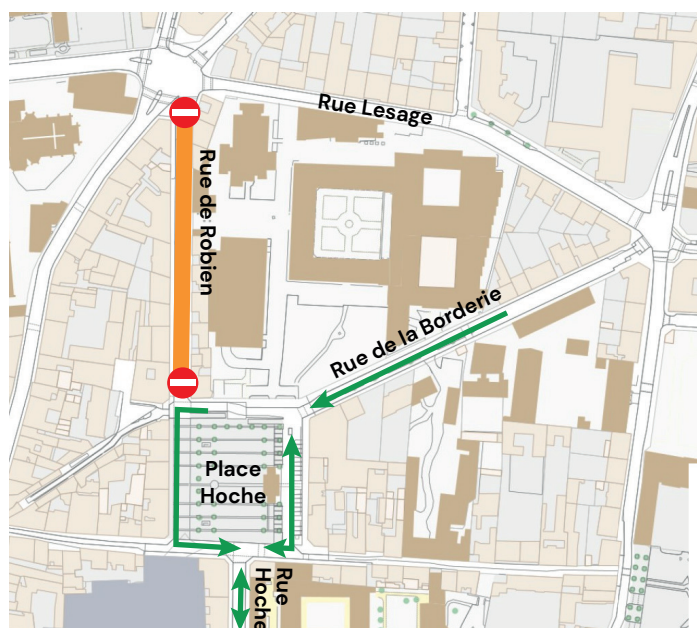 Rue Lesage
Rue de Robien
Rue de la Borderie
Place
Hoche
Rue
Hoche